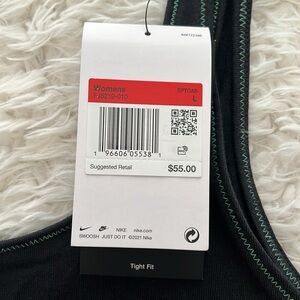 Womens
SPTCAS
L
1 96606 05538 1
Suggested Retail
$55.00
NIKE nike.com
SWOOSH JUST DO IT ©2021 Nike
Tight Fit